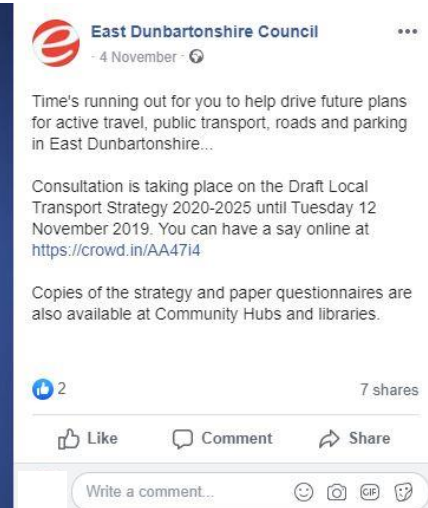 East Dunbartonshire Council
4 November ·
Time's running out for you to help drive future plans
for active travel, public transport, roads and parking
in East Dunbartonshire...
Consultation is taking place on the Draft Local
Transport Strategy 2020-2025 until Tuesday 12
November 2019. You can have a say online at
https://crowd.in/AA47i4
Copies of the strategy and paper questionnaires are
also available at Community Hubs and libraries.
2 7 shares
Like Comment Share
Write a comment... GIF